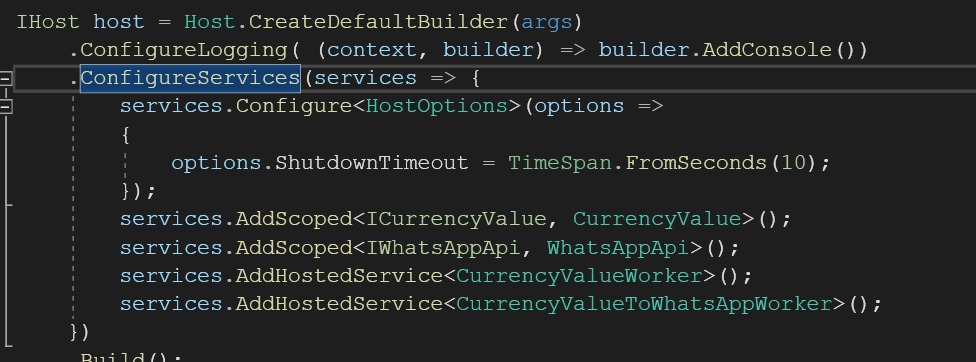 IHost host = Host.CreateDefaultBuilder(args)
.ConfigureLogging( (context, builder) => builder.AddConsole())
.ConfigureServices(services => {
services.Configure<HostOptions>(options =>
{
options.ShutdownTimeout = TimeSpan.FromSeconds(10);
});
services.AddScoped<ICurrencyValue, CurrencyValue>();
services.AddScoped<IWhatsAppApi, WhatsAppApi>();
services.AddHostedService<CurrencyValueWorker>();
services.AddHostedService<CurrencyValueToWhatsAppWorker>();
})
.Build();